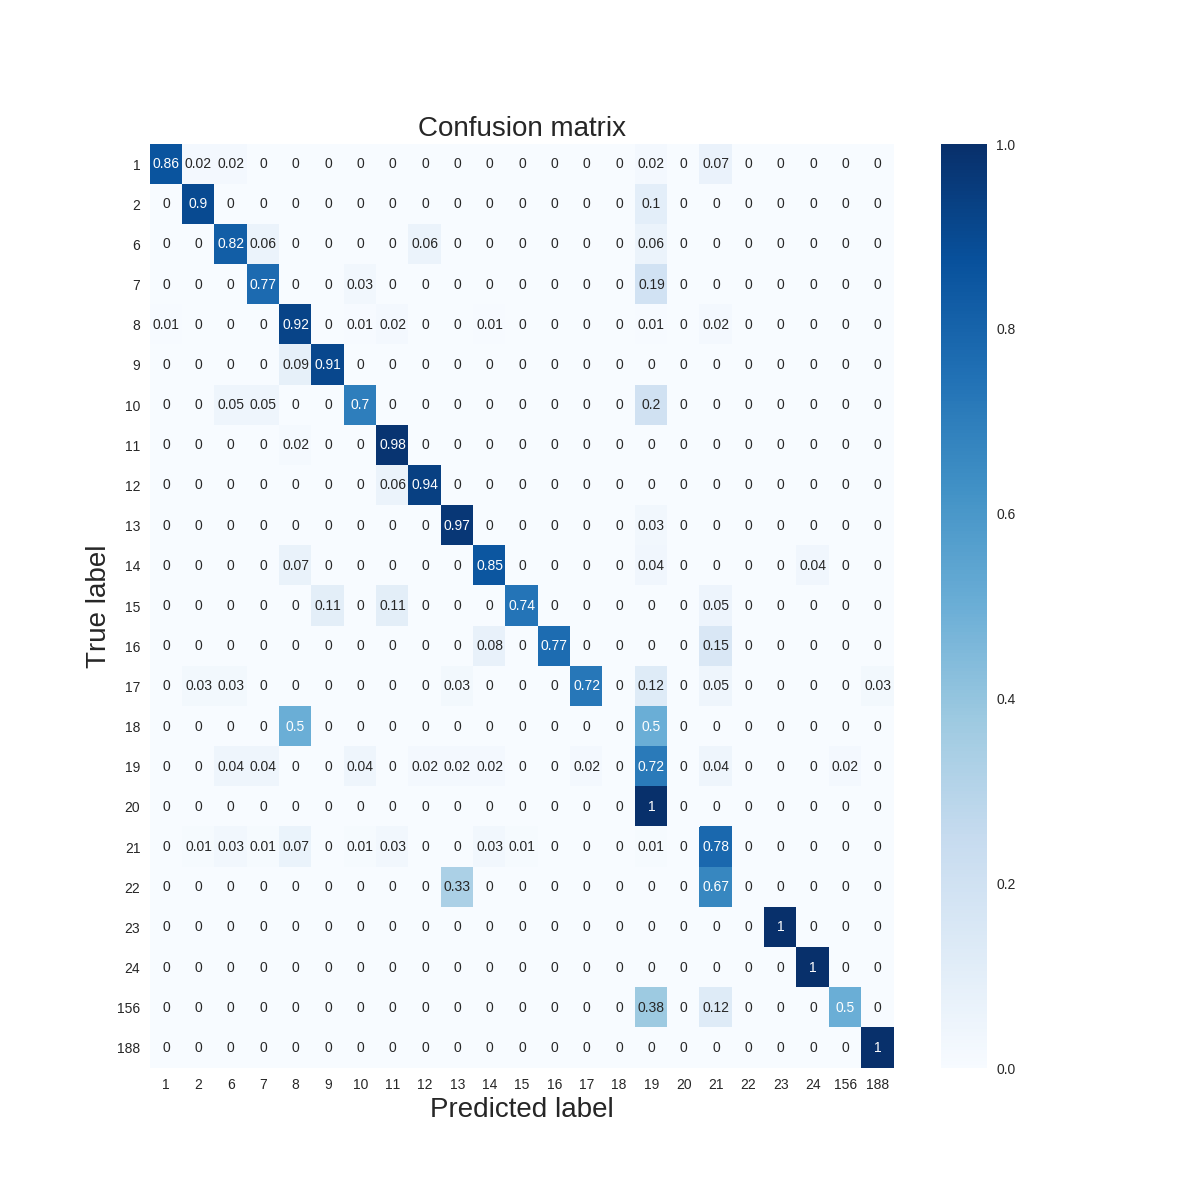 Confusion matrix
1 0.86 0.02 0.02 0 0 0 0 0 0 0 0 0 0 0 0 0.02 0 0.07 0 0 0 0 0 1.0
2 0 0.9 0 0 0 0 0 0 0 0 0 0 0 0 0 0.1 0 0 0 0 0 0 0
6 0 0 0.82 0.06 0 0 0 0 0.06 0 0 0 0 0 0 0.06 0 0 0 0 0 0 0
7 0 0 0 0.77 0 0 0.03 0 0 0 0 0 0 0 0 0.19 0 0 0 0 0 0 0
8 0.01 0 0 0 0.92 0 0.01 0.02 0 0 0.01 0 0 0 0 0.01 0 0.02 0 0 0 0 0 0.8
9 0 0 0 0 0.09 0.91 0 0 0 0 0 0 0 0 0 0 0 0 0 0 0 0 0
10 0 0 0.05 0.05 0 0 0.7 0 0 0 0 0 0 0 0 0.2 0 0 0 0 0 0 0
11 0 0 0 0 0.02 0 0 0.98 0 0 0 0 0 0 0 0 0 0 0 0 0 0 0
12 0 0 0 0 0 0 0 0.06 0.94 0 0 0 0 0 0 0 0 0 0 0 0 0 0
13 0 0 0 0 0 0 0 0 0 0.97 0 0 0 0 0 0.03 0 0 0 0 0 0 0 0.6
14 0 0 0 0 0.07 0 0 0 0 0 0.85 0 0 0 0 0.04 0 0 0 0 0.04 0 0
15 0 0 0 0 0 0.11 0 0.11 0 0 0 0.74 0 0 0 0 0 0.05 0 0 0 0 0
True label
16 0 0 0 0 0 0 0 0 0 0 0.08 0 0.77 0 0 0 0 0.15 0 0 0 0 0
17 0 0.03 0.03 0 0 0 0 0 0 0.03 0 0 0 0.72 0 0.12 0 0.05 0 0 0 0 0.03 0.4
18 0 0 0 0 0.5 0 0 0 0 0 0 0 0 0 0 0.5 0 0 0 0 0 0 0
19 0 0 0.04 0.04 0 0 0.04 0 0.02 0.02 0.02 0 0 0.02 0 0.72 0 0.04 0 0 0 0.02 0
20 0 0 0 0 0 0 0 0 0 0 0 0 0 0 0 1 0 0 0 0 0 0 0
21 0 0.01 0.03 0.01 0.07 0 0.01 0.03 0 0 0.03 0.01 0 0 0 0.01 0 0.78 0 0 0 0 0
22 0 0 0 0 0 0 0 0 0 0.33 0 0 0 0 0 0 0 0.67 0 0 0 0 0 0.2
23 0 0 0 0 0 0 0 0 0 0 0 0 0 0 0 0 0 0 0 1 0 0 0
24 0 0 0 0 0 0 0 0 0 0 0 0 0 0 0 0 0 0 0 0 1 0 0
156 0 0 0 0 0 0 0 0 0 0 0 0 0 0 0 0.38 0 0.12 0 0 0 0.5 0
188 0 0 0 0 0 0 0 0 0 0 0 0 0 0 0 0 0 0 0 0 0 0 1 0.0
1 2 6 7 8 9 10 11 12 13 14 15 16 17 18 19 20 21 22 23 24 156 188
Predicted label